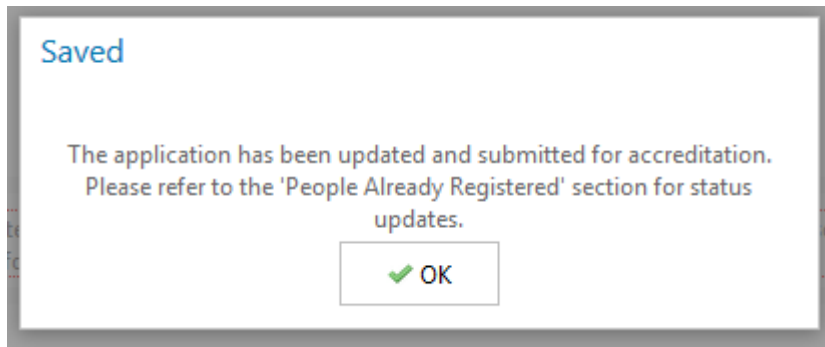 Saved
The application has been updated and submitted for accreditation.
Please refer to the 'People Already Registered' section for status
updates.
OK